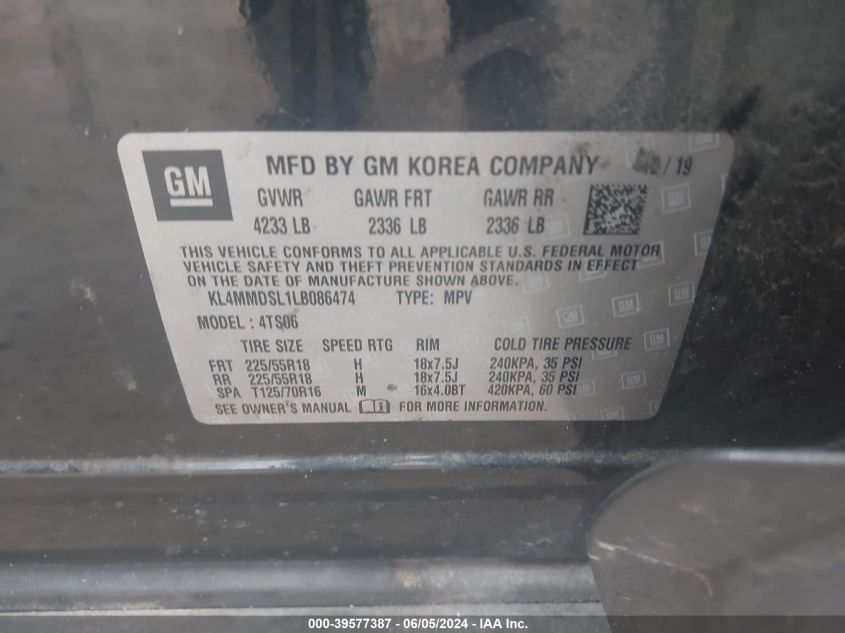 GM MFD BY GM KOREA COMPANY / 19
GVWR GAWR FRT GAWR RR
4233 LB 2336 LB 2336 LB
THIS VEHICLE CONFORMS TO ALL APPLICABLE U.S. FEDERAL MOTOR
VEHICLE SAFETY AND THEFT PREVENTION STANDARDS IN EFFECT
ON THE DATE OF MANUFACTURE SHOWN ABOVE.
KL4MMDSL1LB086474 TYPE: MPV
MODEL : 4TS06
TIRE SIZE SPEED RTG RIM COLD TIRE PRESSURE
FRT 225/55R18 H 18x7.5J 240KPA, 35 PSI
RR 225/55R18 H 18x7.5J 240KPA, 35 PSI
SPA T125/70R16 M 16x4.0BT 420KPA, 60 PSI
SEE OWNER'S MANUAL FOR MORE INFORMATION.
000-39577387 - 06/05/2024 - IAA Inc.